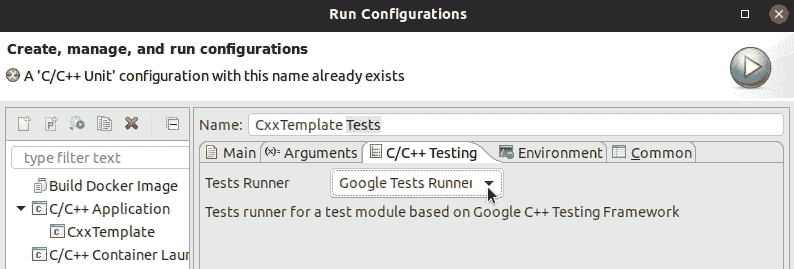 Run Configurations
Create, manage, and run configurations
A 'C/C++ Unit' configuration with this name already exists
Name: CxxTemplate Tests
type filter text
Main (x)= Arguments C/C++ Testing Environment Common
Build Docker Image
Tests Runner Google Tests Runner
C/C++ Application
CxxTemplate
Tests runner for a test module based on Google C++ Testing Framework
C/C++ Container Laun